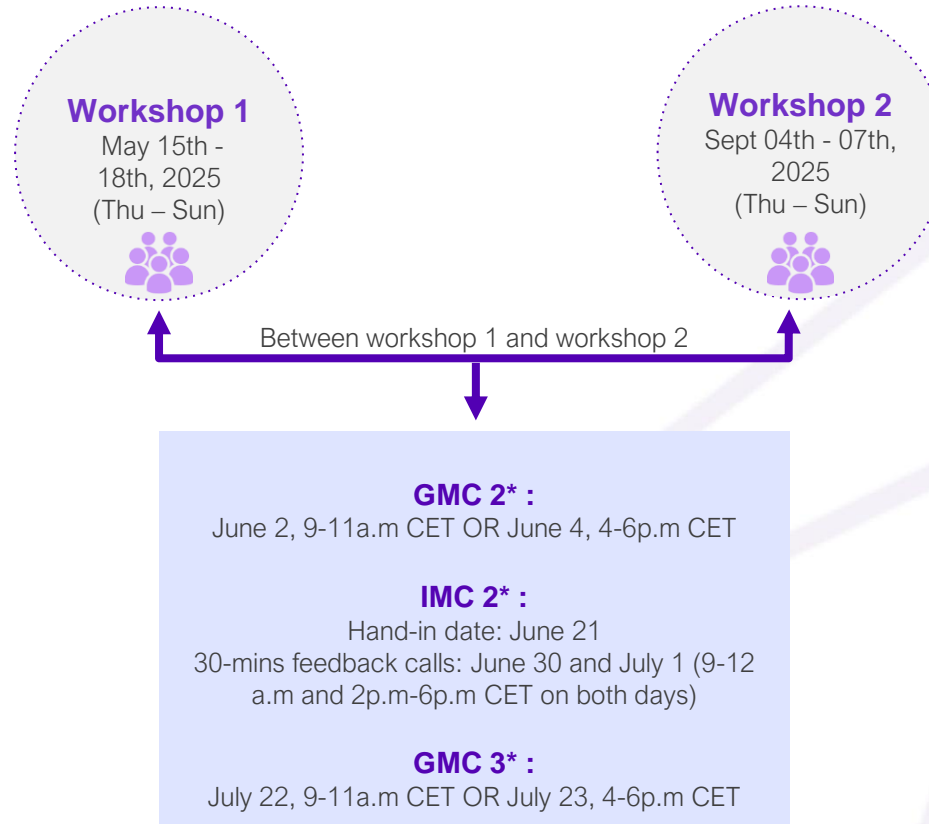 Workshop 1
May 15th -
18th, 2025
(Thu – Sun)
Workshop 2
Sept 04th - 07th,
2025
(Thu – Sun)
Between workshop 1 and workshop 2
GMC 2* :
June 2, 9-11a.m CET OR June 4, 4-6p.m CET
IMC 2* :
Hand-in date: June 21
30-mins feedback calls: June 30 and July 1 (9-12
a.m and 2p.m-6p.m CET on both days)
GMC 3* :
July 22, 9-11a.m CET OR July 23, 4-6p.m CET